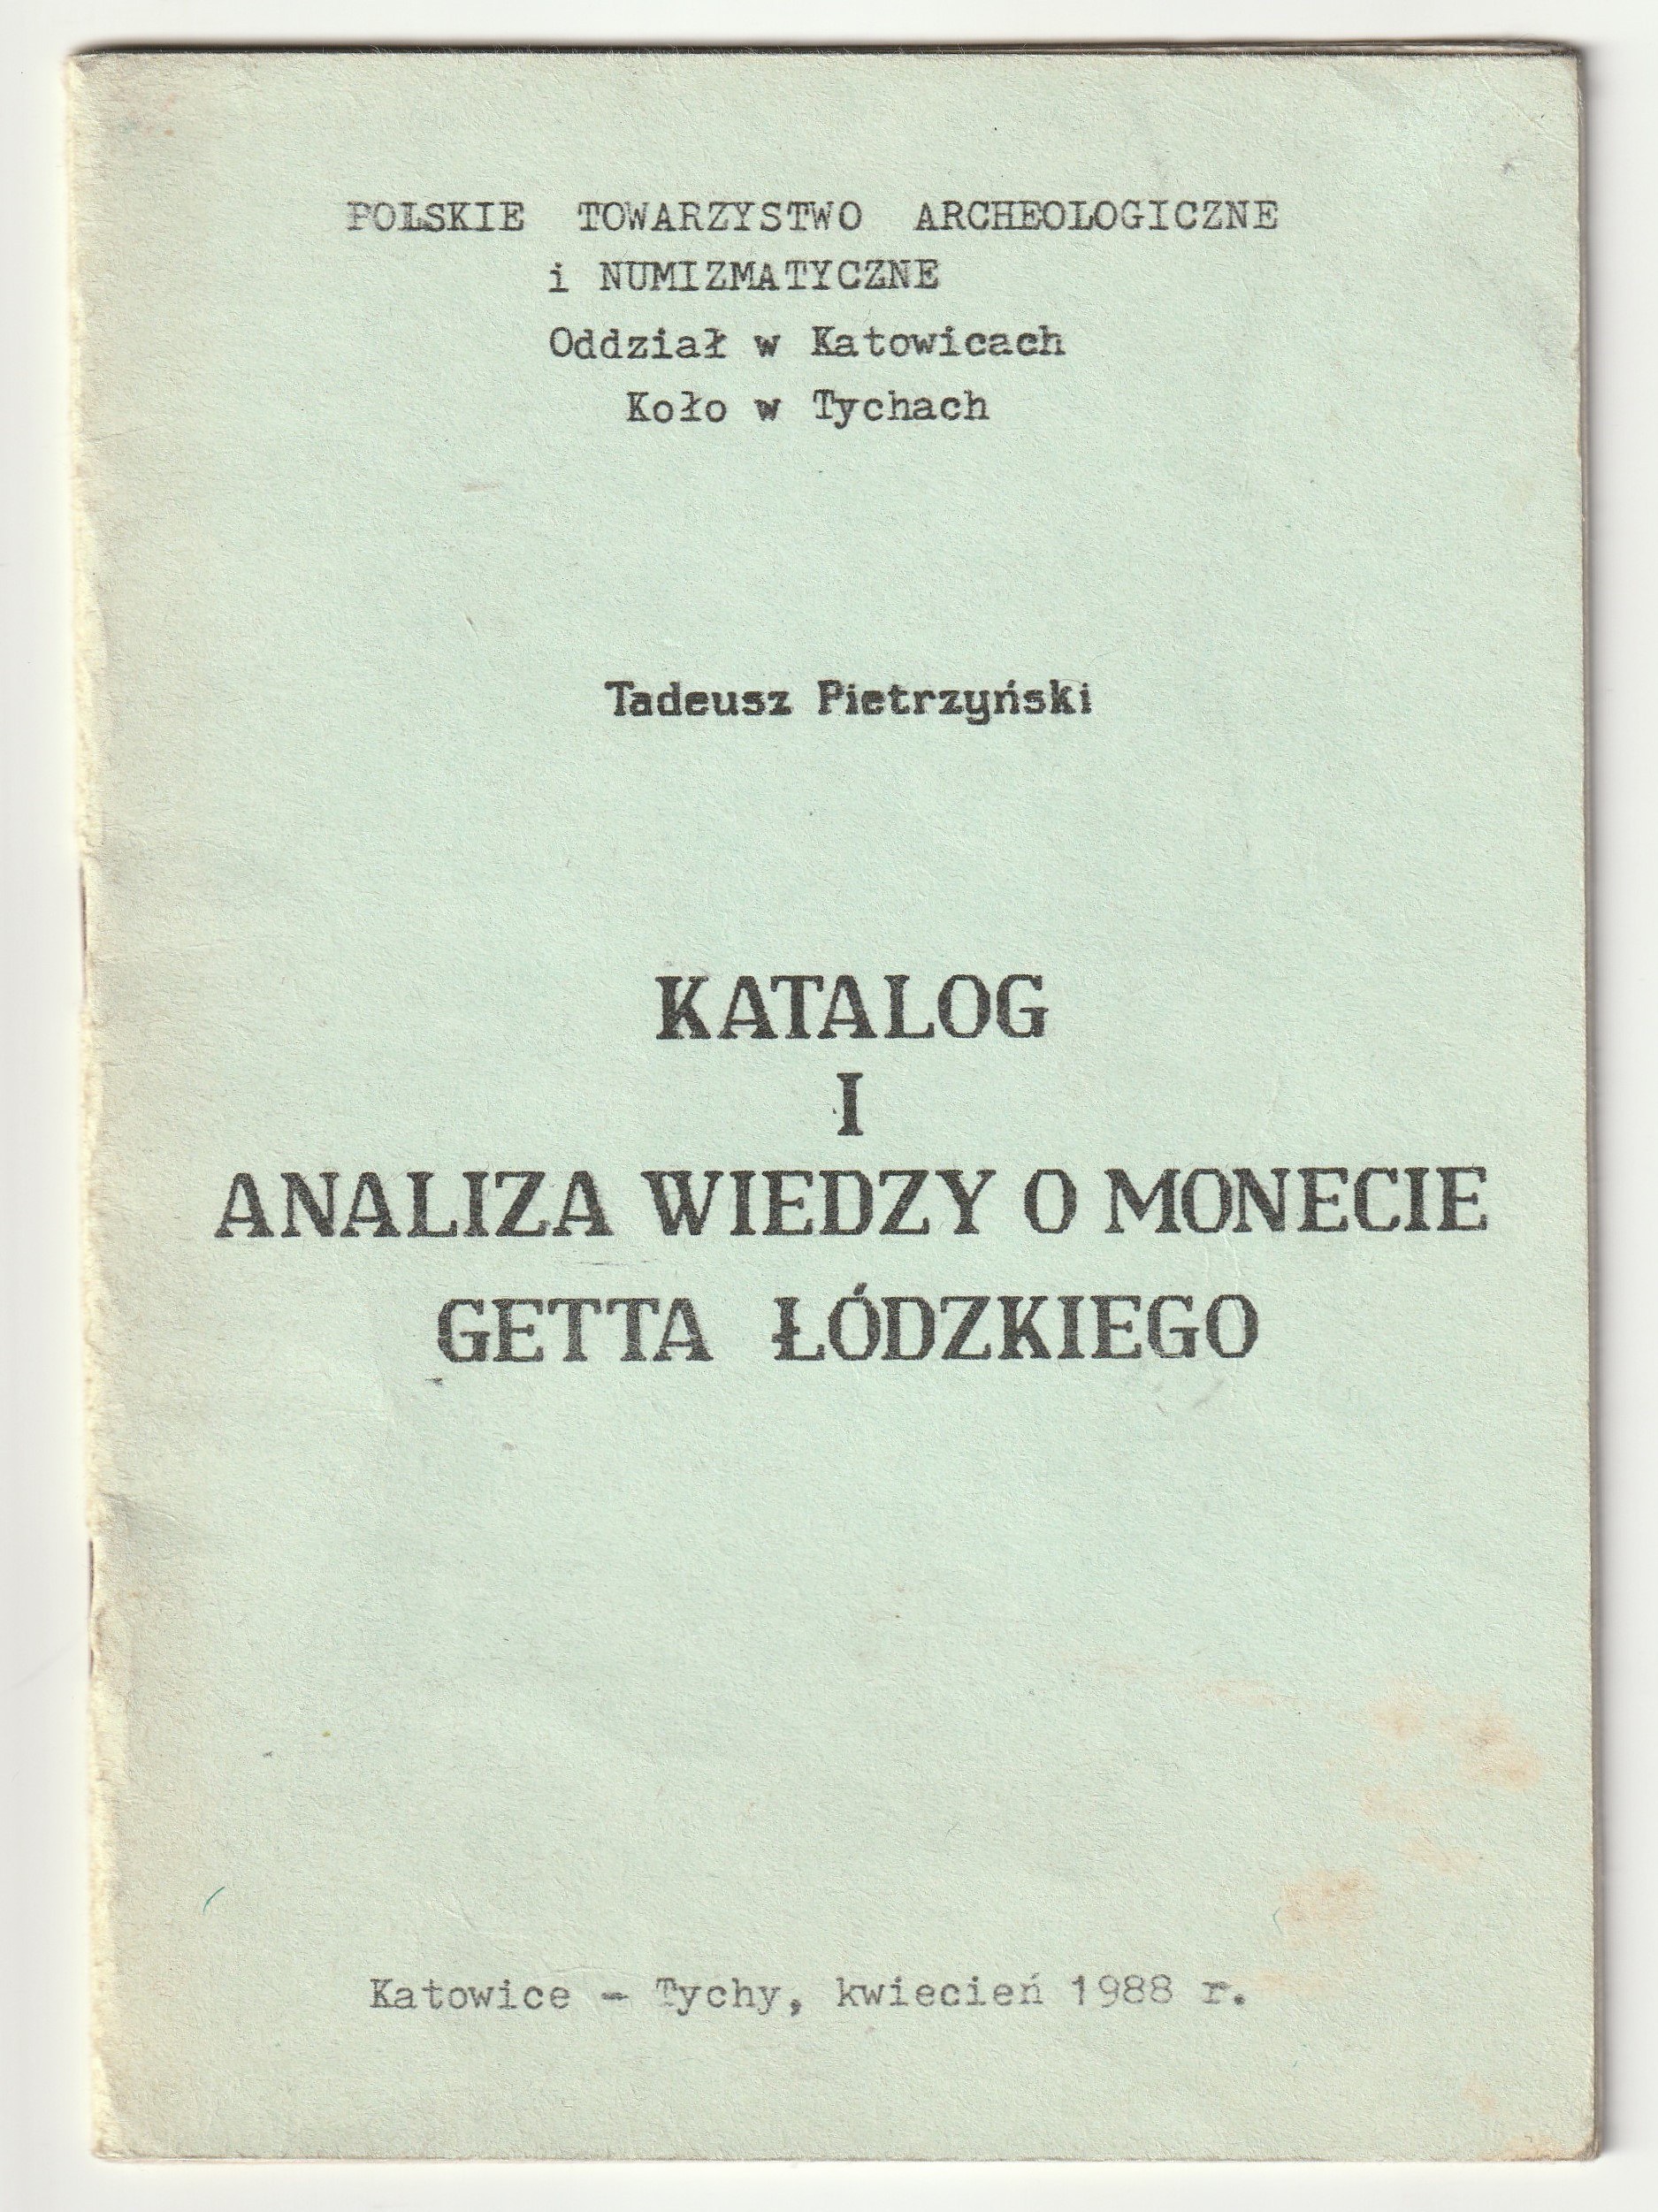 POLSKIE TOWARZYSTWO ARCHEOLOGICZNE
i NUMIZMATYCZNE
Oddział w Katowicach
Koło w Tychach
Tadeusz Pietrzyński
KATALOG
I
ANALIZA WIEDZY O MONECIE
GETTA ŁÓDZKIEGO
Katowice - Tychy, kwiecień 1988 r.